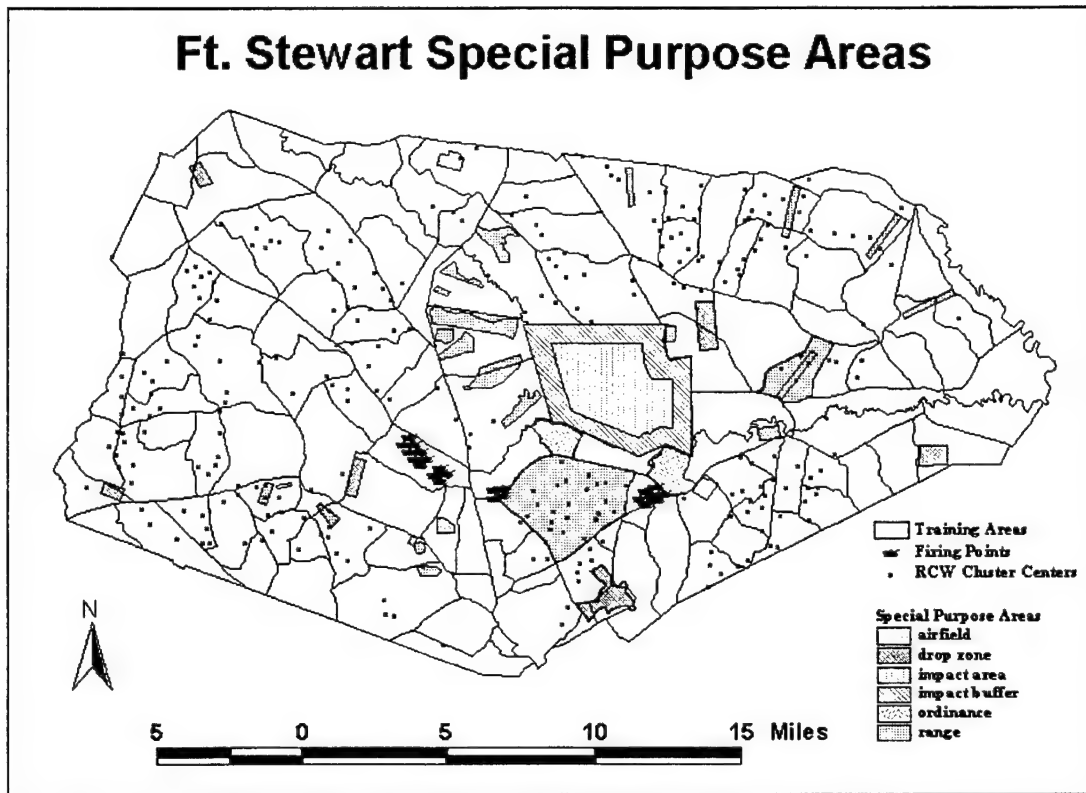 Ft. Stewart Special Purpose Areas
Training Areas
Firing Points
RCW Cluster Centers
Special Purpose Areas
airfield
drop zone
impact area
impact buffer
ordinance
range
N
5 0 5 10 15 Miles